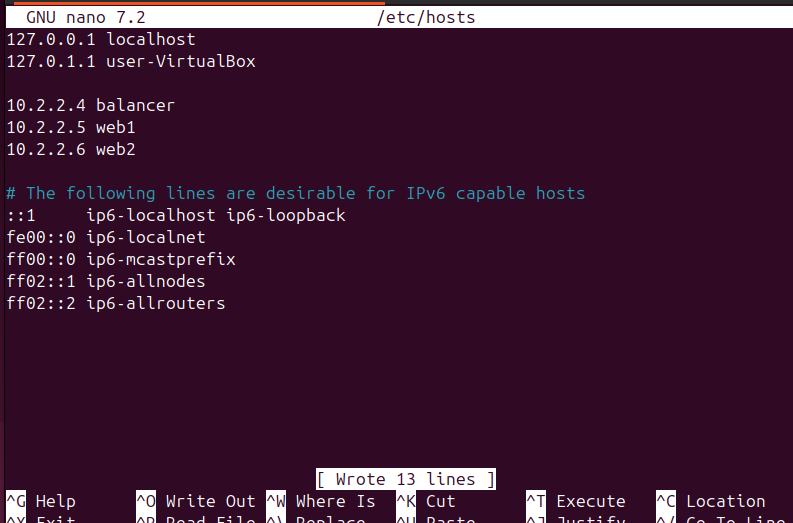 GNU nano 7.2 /etc/hosts
127.0.0.1 localhost
127.0.1.1 user-VirtualBox
10.2.2.4 balancer
10.2.2.5 web1
10.2.2.6 web2
# The following lines are desirable for IPv6 capable hosts
::1 ip6-localhost ip6-loopback
fe00::0 ip6-localnet
ff00::0 ip6-mcastprefix
ff02::1 ip6-allnodes
ff02::2 ip6-allrouters
[ Wrote 13 lines ]
^G Help ^O Write Out ^W Where Is ^K Cut ^T Execute ^C Location
^X Exit ^R Read File ^\ Replace ^U Paste ^J Justify ^/ Go To Line